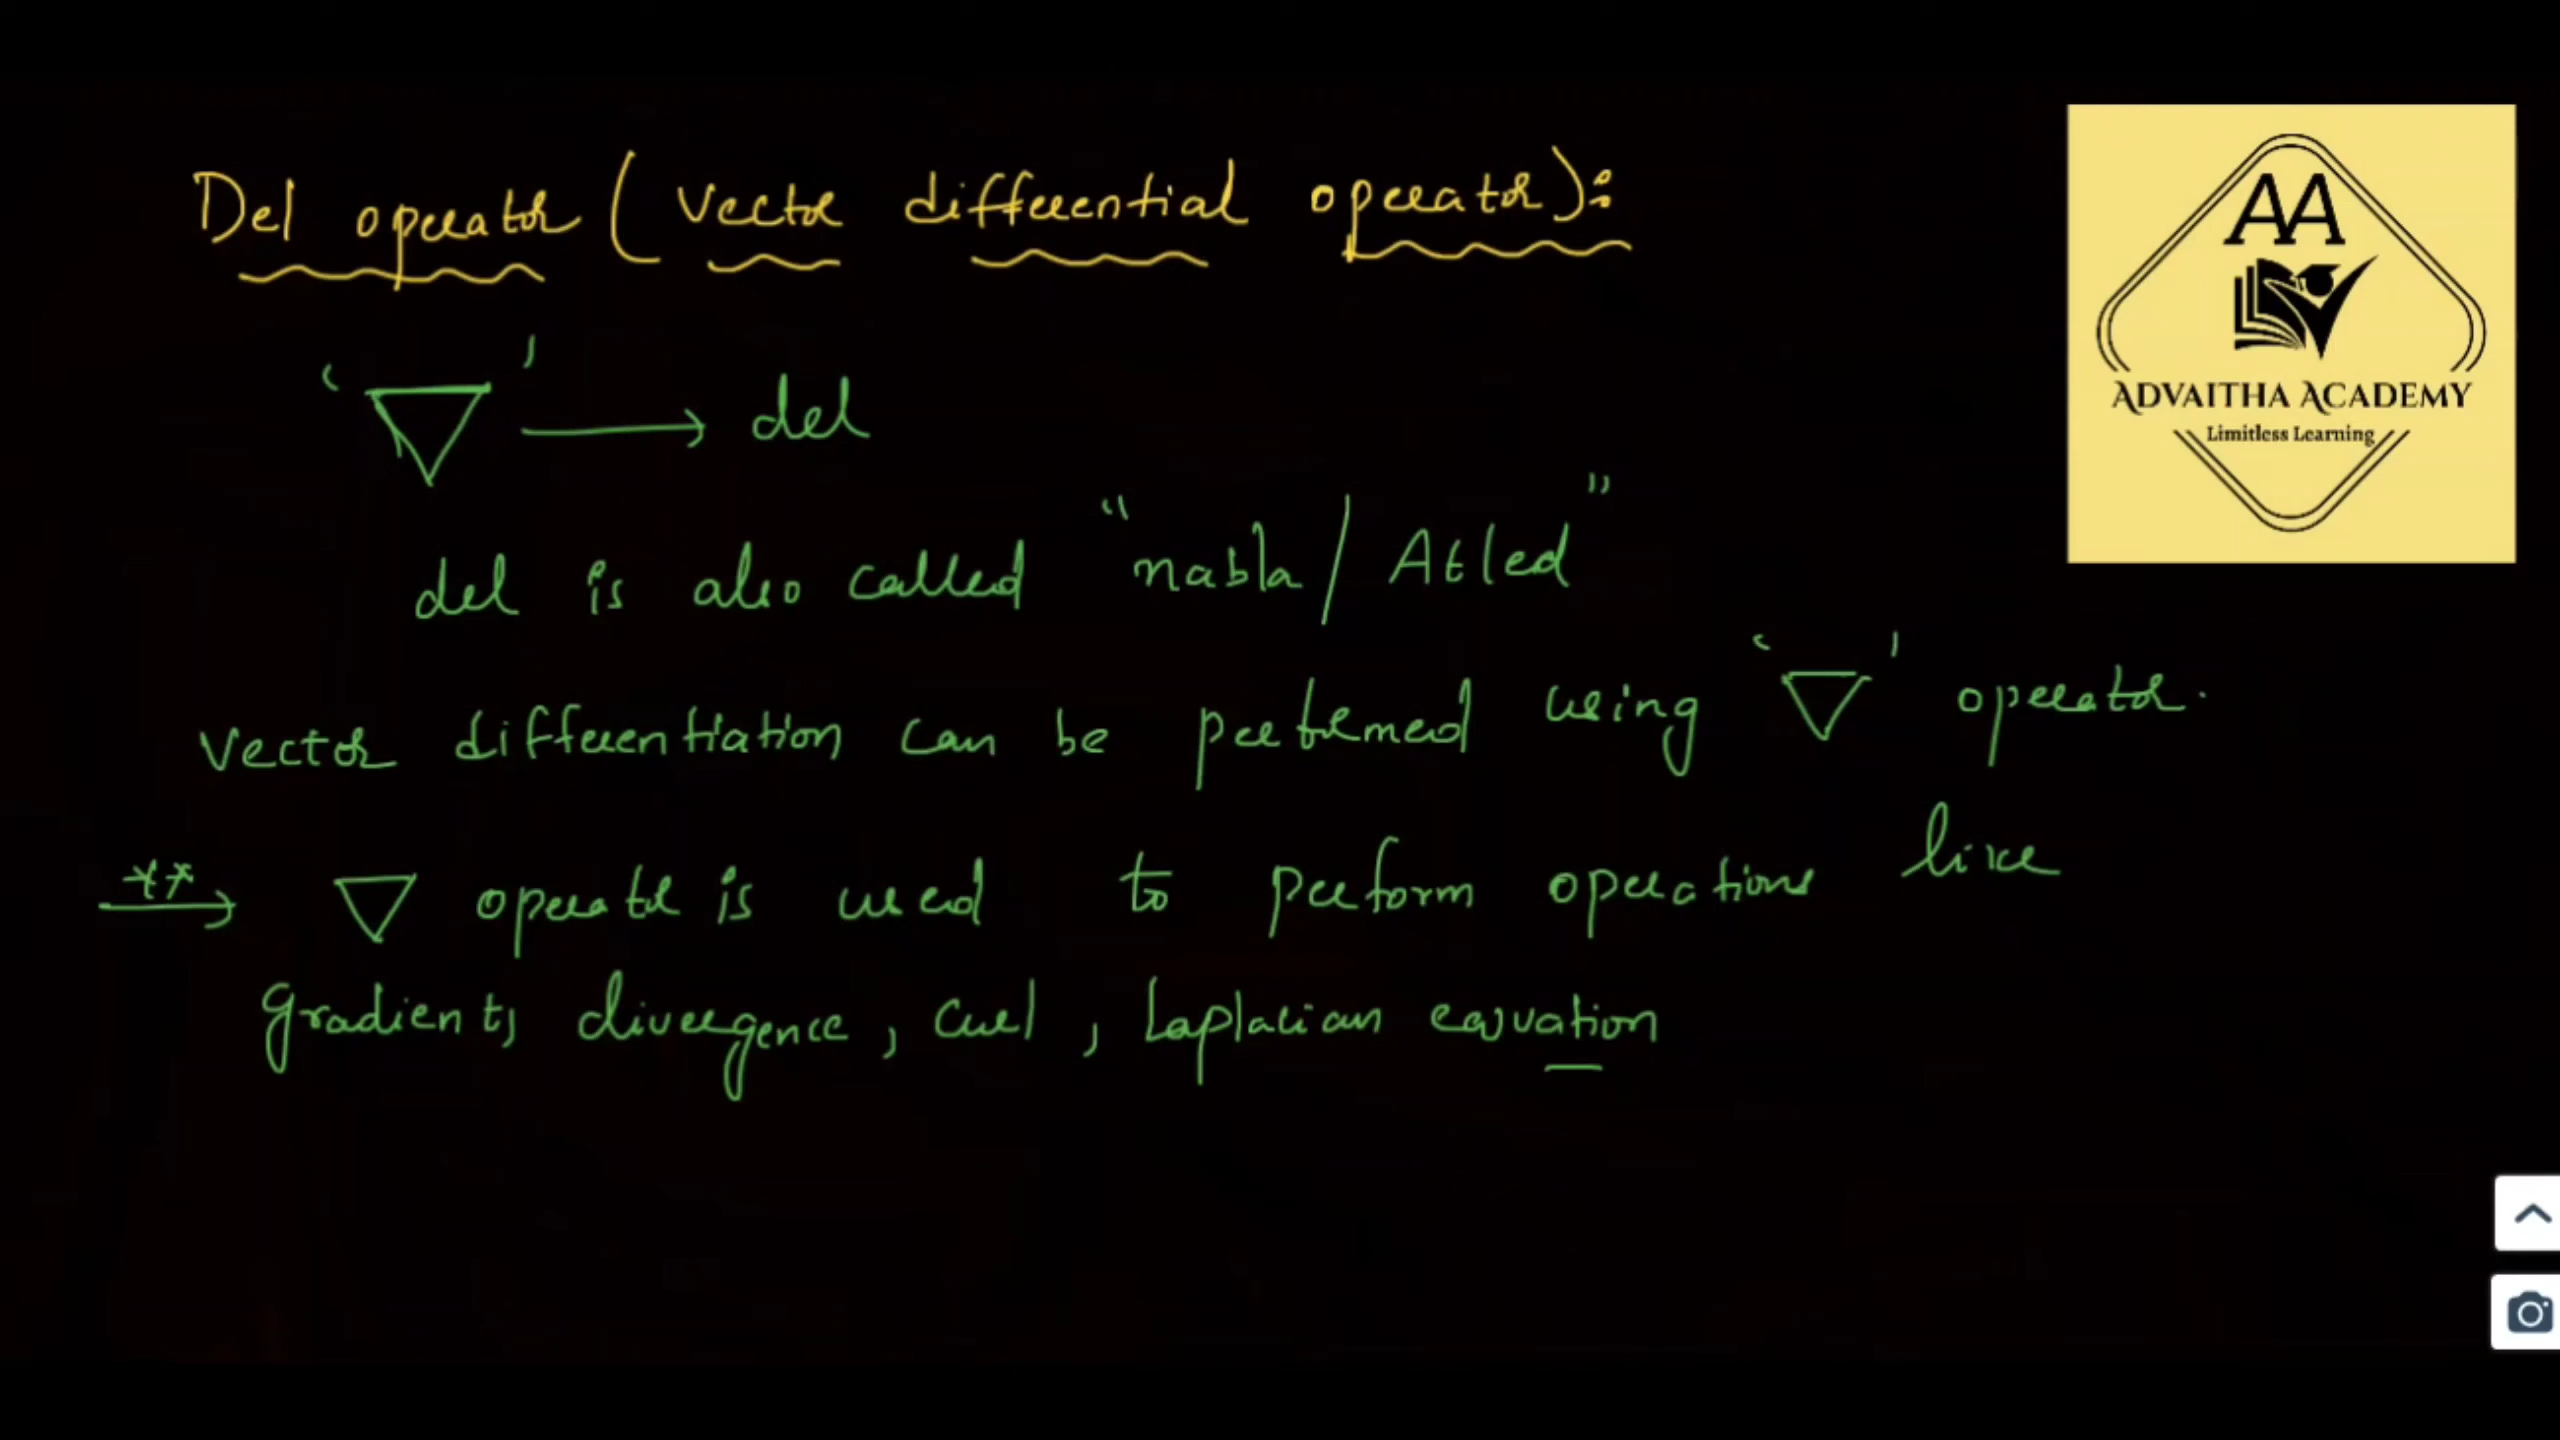 Del operator (Vector differential operator):
AA
'∇' → del
ADVAITHA ACADEMY
Limitless Learning
del is also called "nabla/Atled"
Vector differentiation can be performed using '∇' operator.
**→ ∇ operator is used to perform operations like
gradient, divergence, curl, Laplacian equation